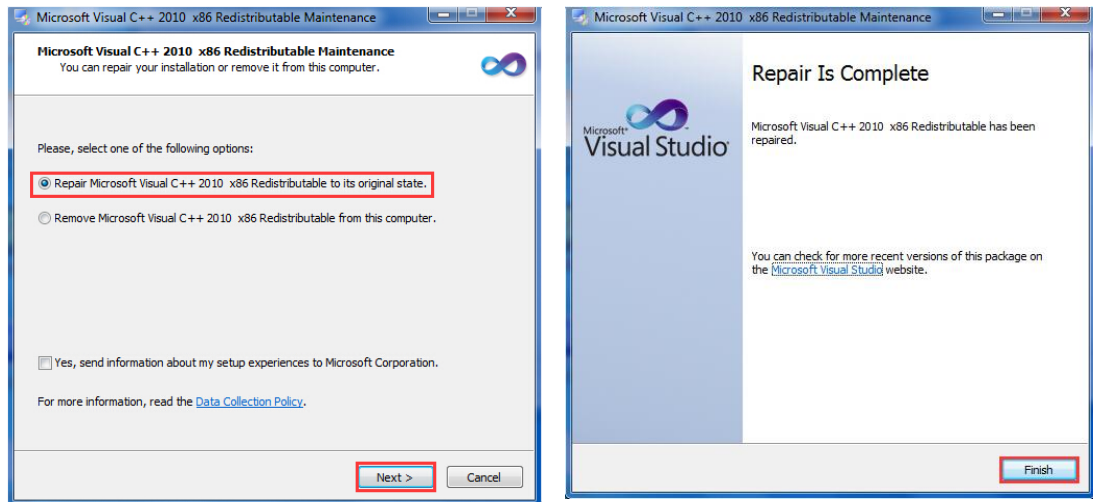 Microsoft Visual C++ 2010  x86 Redistributable Maintenance
Microsoft Visual C++ 2010  x86 Redistributable Maintenance
You can repair your installation or remove it from this computer.
Please, select one of the following options:
Repair Microsoft Visual C++ 2010  x86 Redistributable to its original state.
Remove Microsoft Visual C++ 2010  x86 Redistributable from this computer.
Yes, send information about my setup experiences to Microsoft Corporation.
For more information, read the Data Collection Policy.
Next >
Cancel
Microsoft Visual C++ 2010  x86 Redistributable Maintenance
Microsoft®
Visual Studio®
Repair Is Complete
Microsoft Visual C++ 2010  x86 Redistributable has been
repaired.
You can check for more recent versions of this package on
the Microsoft Visual Studio website.
Finish